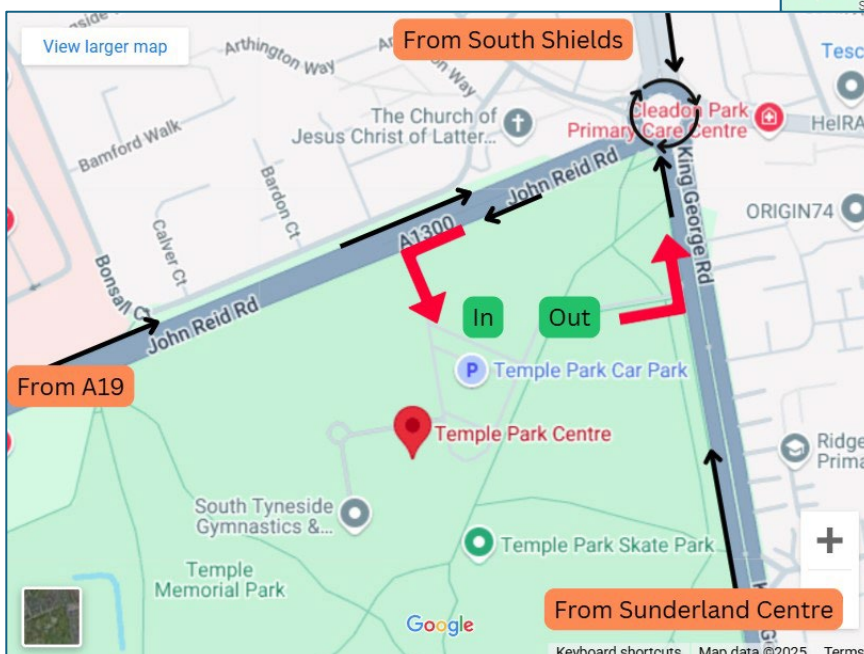 View larger map
From South Shields
Arthington Way
The Church of
Jesus Christ of Latter...
Cleadon Park
Primary Care Centre
Tesc
HelRA
Bamford Walk
Bardon Ct
Calver Ct
Bonsall Ct
John Reid Rd
A1300
King George Rd
ORIGIN74
John Reid Rd
In
Out
From A19
P
Temple Park Car Park
Temple Park Centre
Ridge
Prima
South Tyneside
Gymnastics &...
Temple Park Skate Park
Temple
Memorial Park
From Sunderland Centre
Google
Keyboard shortcuts
Map data ©2025
Terms